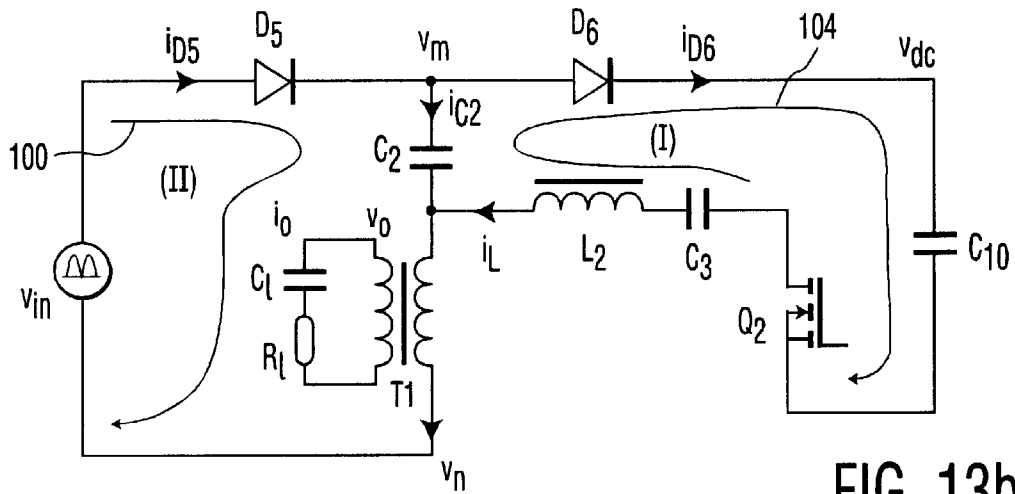 i_D5
D_5
v_m
D_6
i_D6
104
v_dc
100
(II)
i_C2
C_2
(I)
i_o
v_o
i_L
L_2
C_3
C_10
v_in
C_l
R_l
T1
Q_2
v_n
FIG. 13b